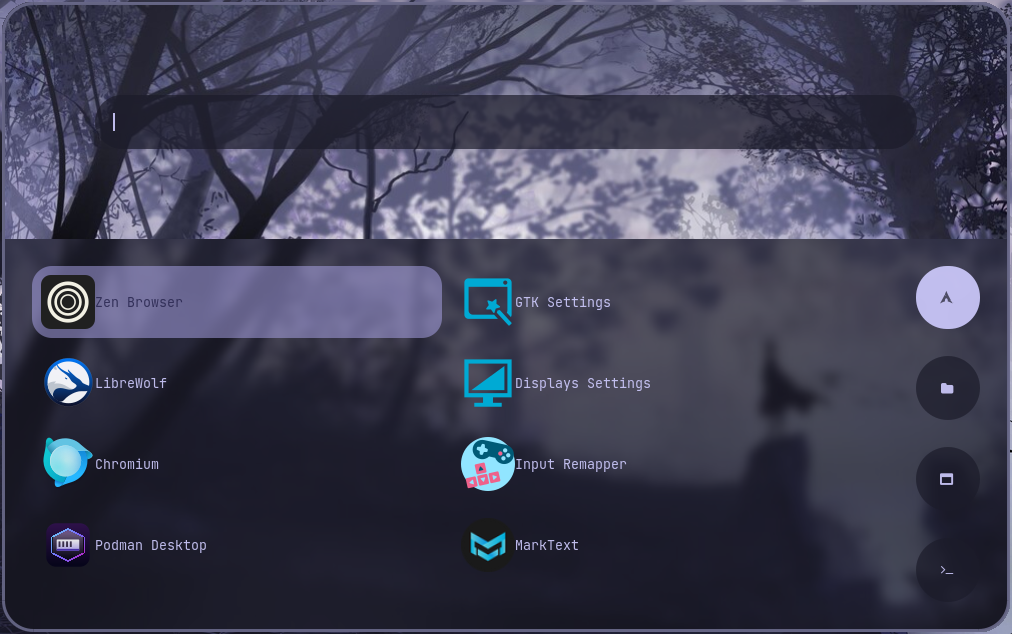 Zen Browser
GTK Settings
LibreWolf
Displays Settings
Chromium
Input Remapper
Podman Desktop
MarkText
>_